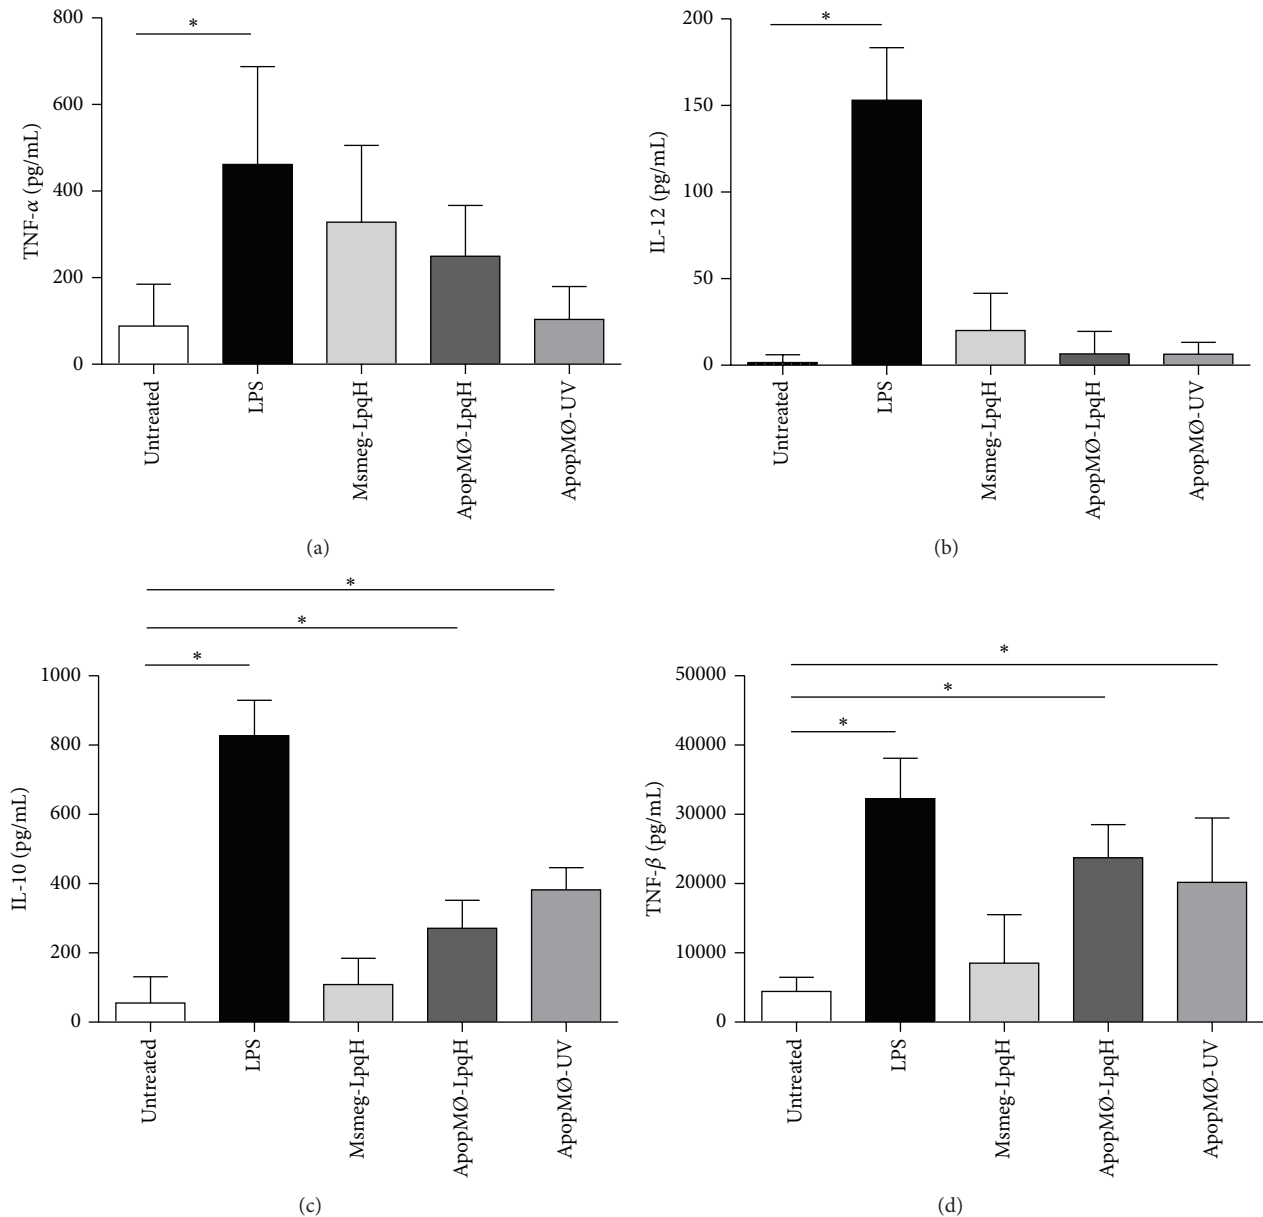 *
800
600
400
200
0
TNF-α (pg/mL)
Untreated
LPS
Msmeg-LpqH
ApopMØ-LpqH
ApopMØ-UV
(a)
*
200
150
100
50
0
IL-12 (pg/mL)
Untreated
LPS
Msmeg-LpqH
ApopMØ-LpqH
ApopMØ-UV
(b)
*
*
*
1000
800
600
400
200
0
IL-10 (pg/mL)
Untreated
LPS
Msmeg-LpqH
ApopMØ-LpqH
ApopMØ-UV
(c)
*
*
*
50000
40000
30000
20000
10000
0
TNF-β (pg/mL)
Untreated
LPS
Msmeg-LpqH
ApopMØ-LpqH
ApopMØ-UV
(d)